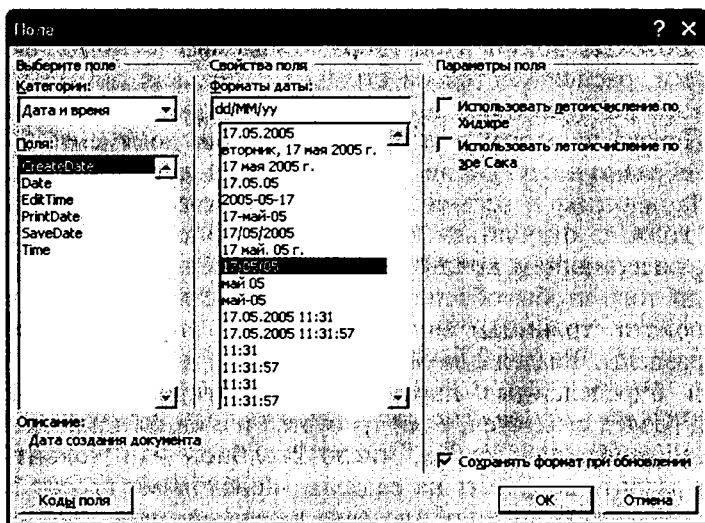 Поля
Выберите поле
Категории:
Дата и время
Поля:
CreateDate
Date
EditTime
PrintDate
SaveDate
Time
Свойства поля
Форматы даты:
dd/MM/yy
17.05.2005
вторник, 17 мая 2005 г.
17 мая 2005 г.
17.05.05
2005-05-17
17-май-05
17/05/2005
17 май. 05 г.
17/05/05
май 05
май-05
17.05.2005 11:31
17.05.2005 11:31:57
11:31
11:31:57
11:31
11:31:57
Параметры поля
Использовать летоисчисление по
Хиджре
Использовать летоисчисление по
эре Сака
Описание:
Дата создания документа
Сохранять формат при обновлении
Коды поля
ОК
Отмена